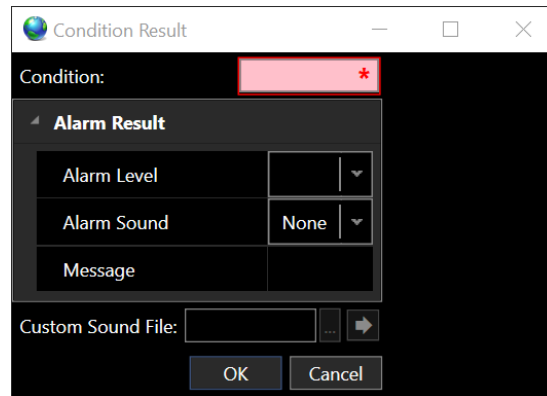 Condition Result
Condition: *
Alarm Result
Alarm Level
Alarm Sound None
Message
Custom Sound File: ...
OK Cancel